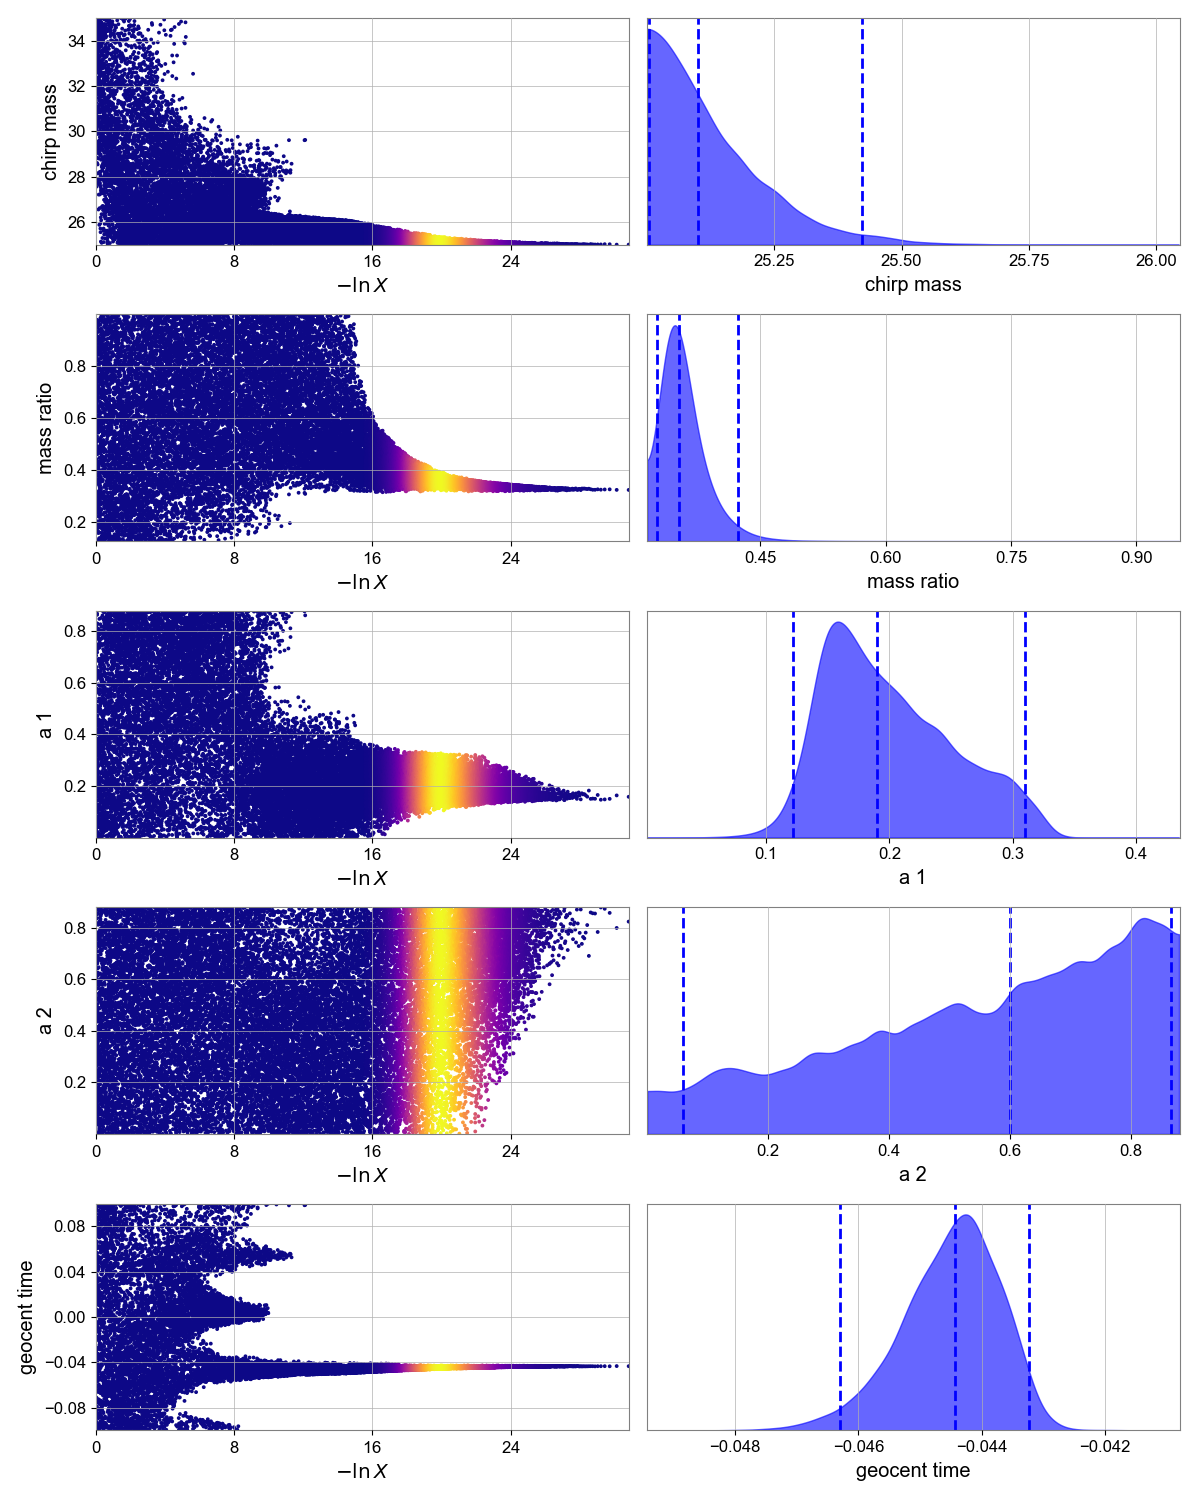 34
32
30
28
26
chirp mass
0 8 16 24
−ln X
25.25 25.50 25.75 26.00
chirp mass
0.8
0.6
0.4
0.2
mass ratio
0 8 16 24
−ln X
0.45 0.60 0.75 0.90
mass ratio
0.8
0.6
0.4
0.2
a 1
0 8 16 24
−ln X
0.1 0.2 0.3 0.4
a 1
0.8
0.6
0.4
0.2
a 2
0 8 16 24
−ln X
0.2 0.4 0.6 0.8
a 2
0.08
0.04
0.00
−0.04
−0.08
geocent time
0 8 16 24
−ln X
−0.048 −0.046 −0.044 −0.042
geocent time